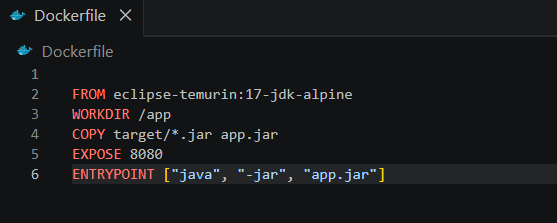 Dockerfile
Dockerfile
1
2 FROM eclipse-temurin:17-jdk-alpine
3 WORKDIR /app
4 COPY target/*.jar app.jar
5 EXPOSE 8080
6 ENTRYPOINT ["java", "-jar", "app.jar"]